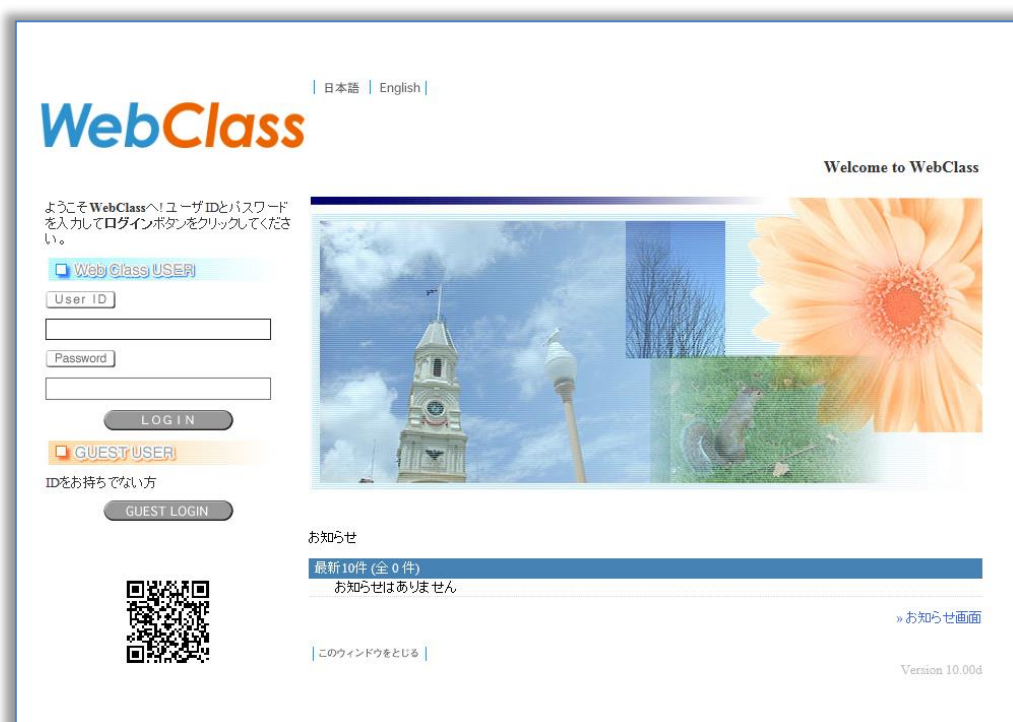 日本語 English
WebClass
Welcome to WebClass
ようこそWebClassへ!ユーザIDとパスワード
を入力してログインボタンをクリックしてくださ
い。
Web Class USER
User ID
Password
LOGIN
GUEST USER
IDをお持ちでない方
GUEST LOGIN
お知らせ
最新10件 (全 0 件)
お知らせはありません
» お知らせ画面
このウィンドウをとじる
Version 10.00d